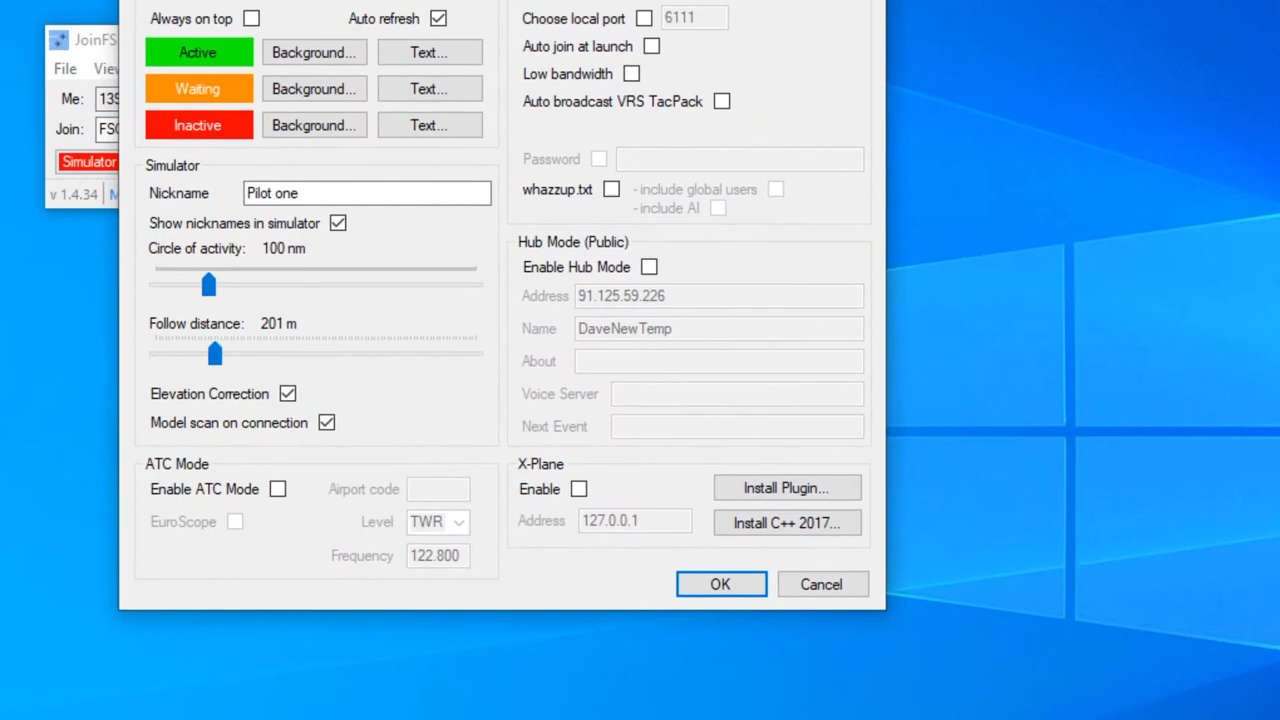 JoinFS
File View
Me: 139
Join: FSC
Simulator
v 1.4.34
Always on top
Auto refresh
Active Background... Text...
Waiting Background... Text...
Inactive Background... Text...
Simulator
Nickname Pilot one
Show nicknames in simulator
Circle of activity: 100 nm
Follow distance: 201 m
Elevation Correction
Model scan on connection
ATC Mode
Enable ATC Mode Airport code
EuroScope Level TWR
Frequency 122.800
Choose local port 6111
Auto join at launch
Low bandwidth
Auto broadcast VRS TacPack
Password
whazzup.txt - include global users
- include AI
Hub Mode (Public)
Enable Hub Mode
Address 91.125.59.226
Name DaveNewTemp
About
Voice Server
Next Event
X-Plane
Enable Install Plugin...
Address 127.0.0.1 Install C++ 2017...
OK Cancel